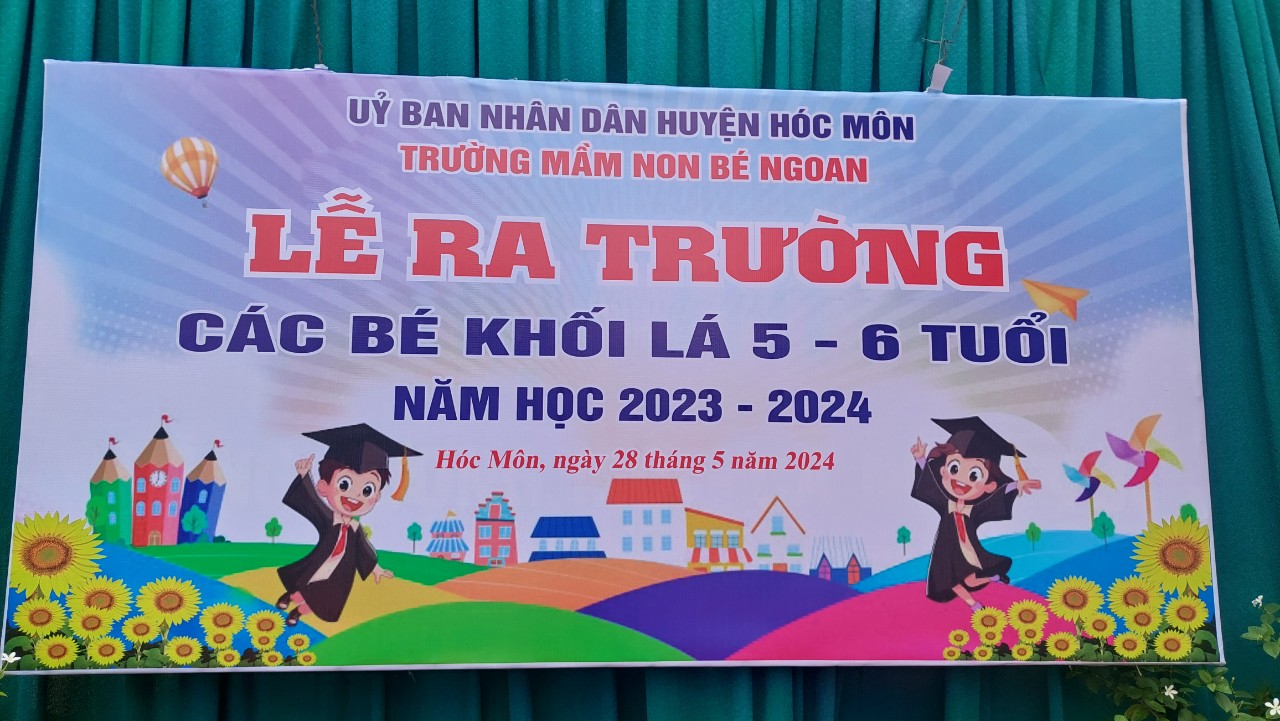 UỶ BAN NHÂN DÂN HUYỆN HÓC MÔN
TRƯỜNG MẦM NON BÉ NGOAN
LỄ RA TRƯỜNG
CÁC BÉ KHỐI LÁ 5 - 6 TUỔI
NĂM HỌC 2023 - 2024
Hóc Môn, ngày 28 tháng 5 năm 2024